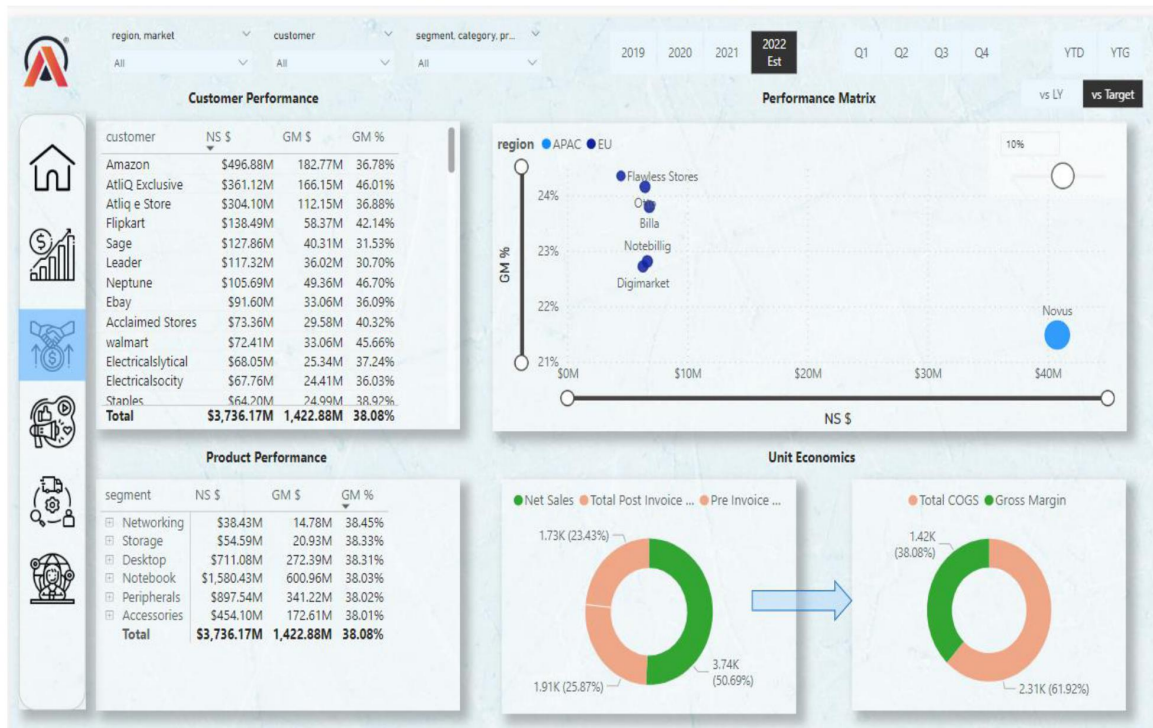 region, market
customer
segment, category, pr...
All
All
All
2019
2020
2021
2022
Est
Q1
Q2
Q3
Q4
YTD
YTG
vs LY
vs Target
Customer Performance
customer NS $ GM $ GM %
Amazon $496.88M 182.77M 36.78%
AtliQ Exclusive $361.12M 166.15M 46.01%
Atliq e Store $304.10M 112.15M 36.88%
Flipkart $138.49M 58.37M 42.14%
Sage $127.86M 40.31M 31.53%
Leader $117.32M 36.02M 30.70%
Neptune $105.69M 49.36M 46.70%
Ebay $91.60M 33.06M 36.09%
Acclaimed Stores $73.36M 29.58M 40.32%
walmart $72.41M 33.06M 45.66%
Electricalslytical $68.05M 25.34M 37.24%
Electricalsocity $67.76M 24.41M 36.03%
Staples $64.20M 24.99M 38.92%
Total $3,736.17M 1,422.88M 38.08%
Performance Matrix
region APAC EU
10%
GM %
24%
23%
22%
21%
Flawless Stores
Billa
Notebillig
Digimarket
Novus
$0M $10M $20M $30M $40M
NS $
Product Performance
segment NS $ GM $ GM %
Networking $38.43M 14.78M 38.45%
Storage $54.59M 20.93M 38.33%
Desktop $711.08M 272.39M 38.31%
Notebook $1,580.43M 600.96M 38.03%
Peripherals $897.54M 341.22M 38.02%
Accessories $454.10M 172.61M 38.01%
Total $3,736.17M 1,422.88M 38.08%
Unit Economics
Net Sales Total Post Invoice ... Pre Invoice ...
1.73K (23.43%)
3.74K
(50.69%)
1.91K (25.87%)
Total COGS Gross Margin
1.42K
(38.08%)
2.31K (61.92%)